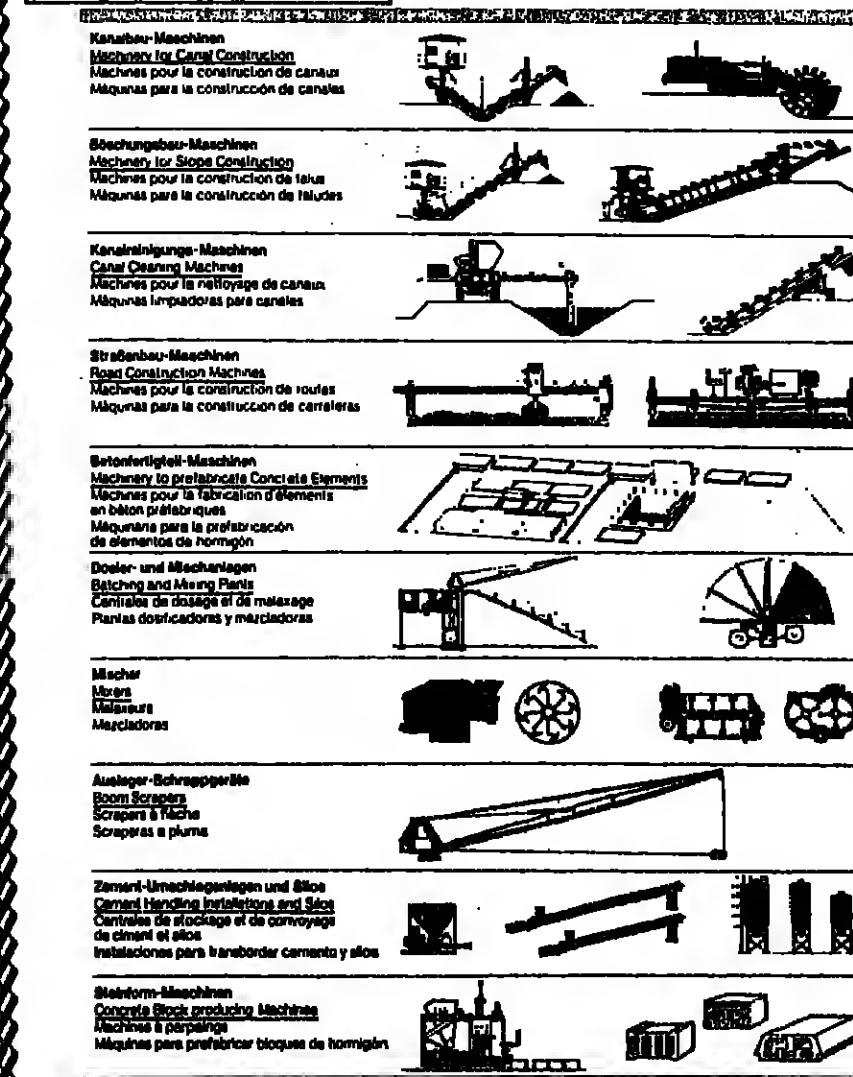 Kanalbau-Maschinen
Machinery for Canal Construction
Machines pour la construction de canaux
Máquinas para la construcción de canales
Böschungsbau-Maschinen
Machinery for Slope Construction
Machines pour la construction de talus
Máquinas para la construcción de taludes
Kanalreinigungs-Maschinen
Canal Cleaning Machines
Machines pour le nettoyage de canaux
Máquinas limpiadoras para canales
Straßenbau-Maschinen
Road Construction Machines
Machines pour la construction de routes
Máquinas para la construcción de carreteras
Betonfertigteil-Maschinen
Machinery to prefabricate Concrete Elements
Machines pour la fabrication d'élements
en béton préfabriques
Máquinaria para la prefabricación
de elementos de hormigón
Dosier- und Mischanlagen
Batching and Mixing Plants
Centrales de dosage et de malaxage
Plantas dosificadoras y mezcladoras
Mischer
Mixers
Malaxeurs
Mezcladoras
Ausleger-Schrappgeräte
Boom Scrapers
Scrapers à flèche
Scraperas a pluma
Zement-Umschlaganlagen und Silos
Cement Handling Installations and Silos
Centrales de stockage et de convoyage
de ciment et silos
Instalaciones para transbordar cemento y silos
Steinform-Maschinen
Concrete Block producing Machines
Machines à parpaings
Máquinas para prefabricar bloques de hormigón